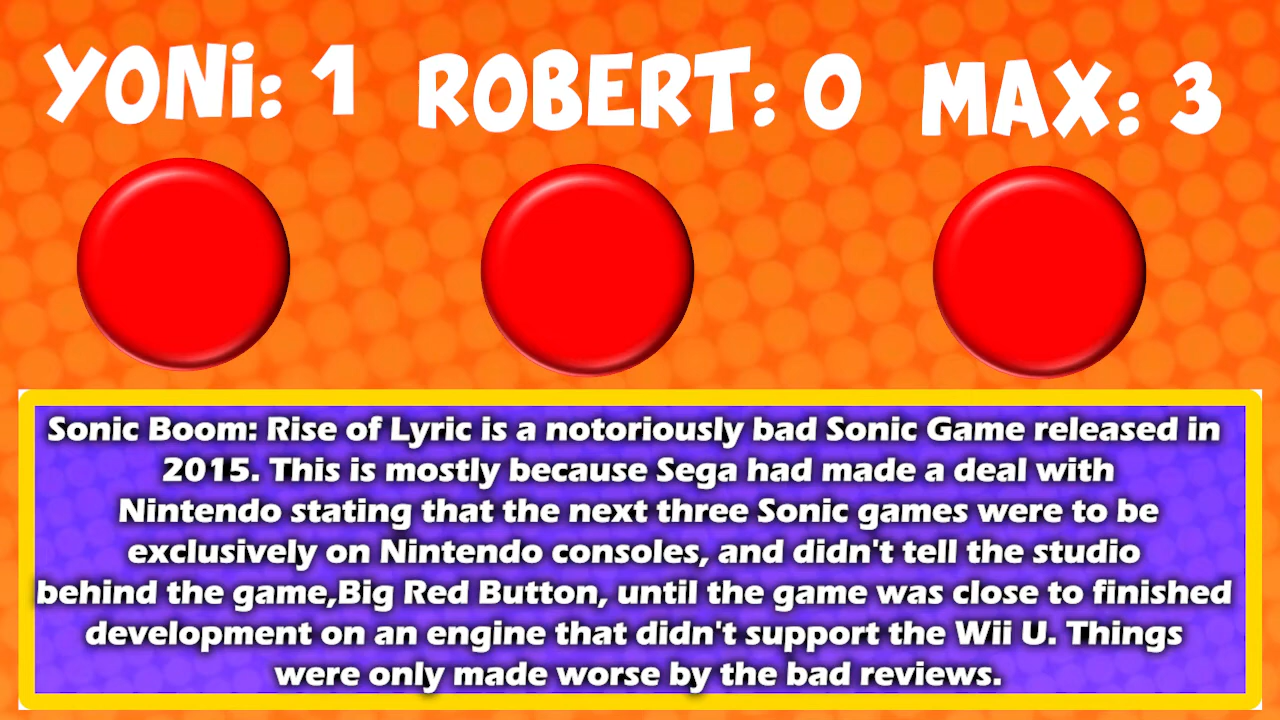 YONi: 1 ROBERT: 0 MAX: 3
Sonic Boom: Rise of Lyric is a notoriously bad Sonic Game released in
2015. This is mostly because Sega had made a deal with
Nintendo stating that the next three Sonic games were to be
exclusively on Nintendo consoles, and didn't tell the studio
behind the game,Big Red Button, until the game was close to finished
development on an engine that didn't support the Wii U. Things
were only made worse by the bad reviews.